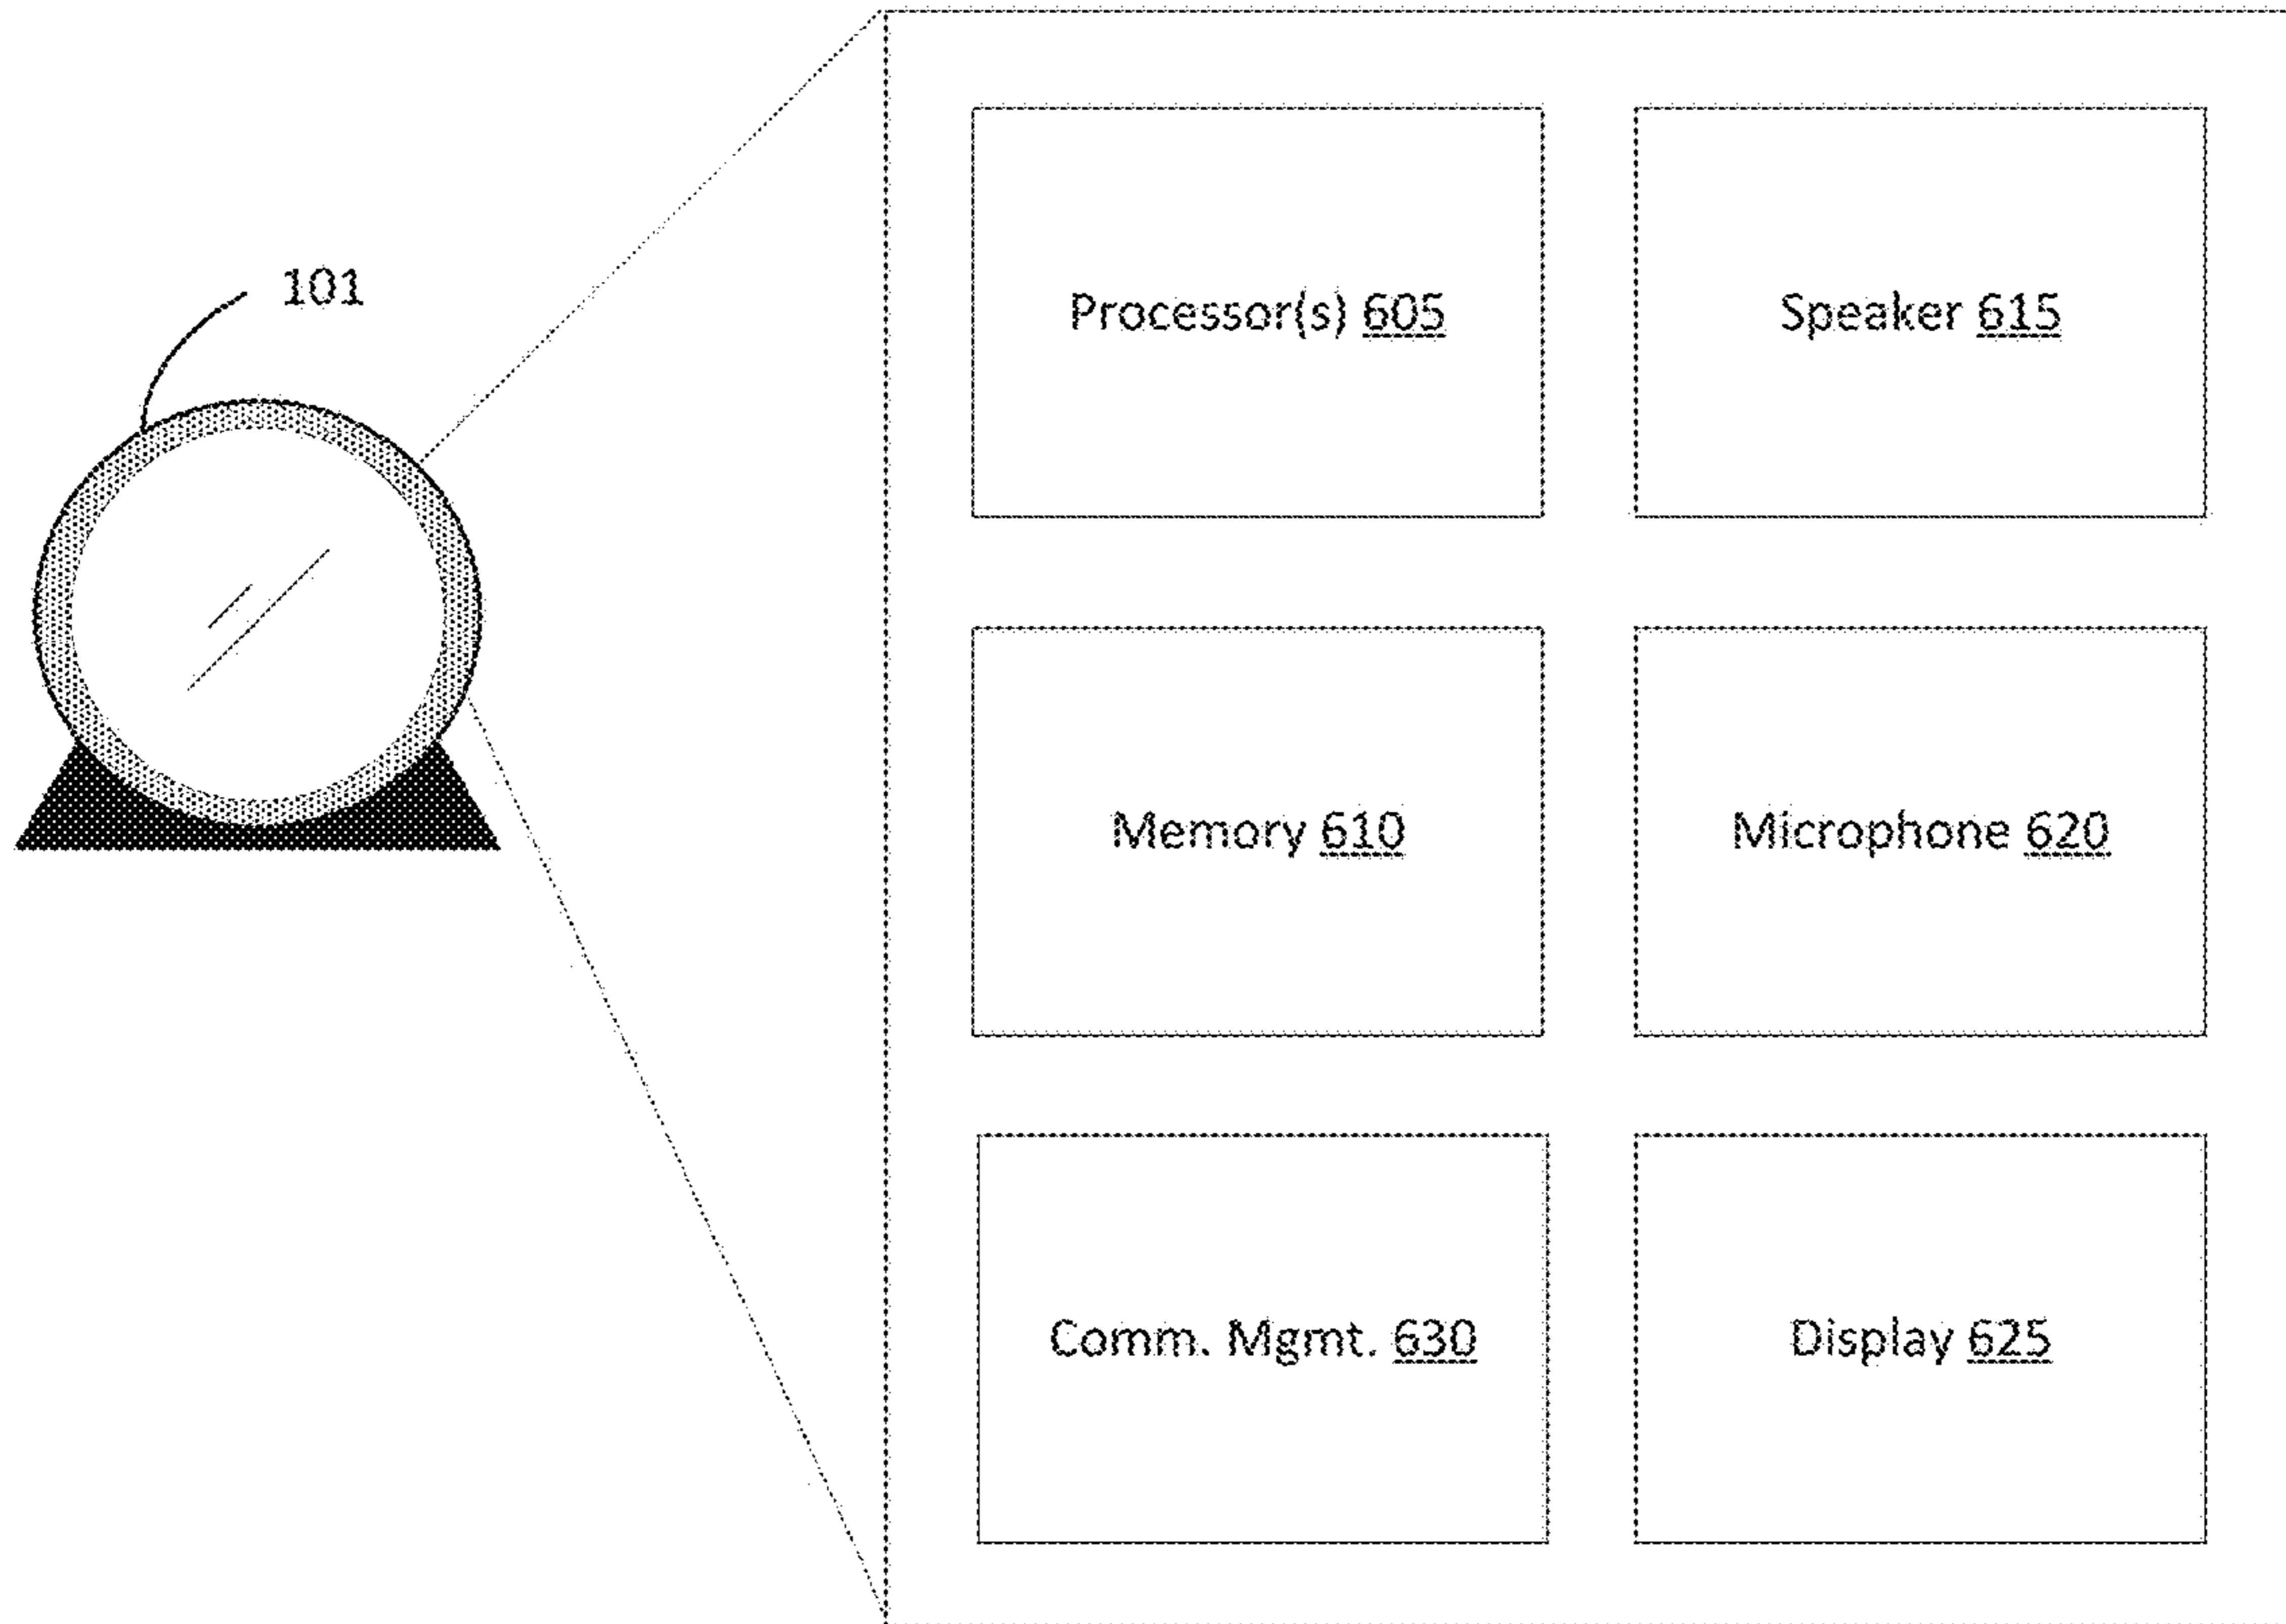 101
Processor(s) 605
Speaker 615
Memory 610
Microphone 620
Comm. Mgmt. 630
Display 625